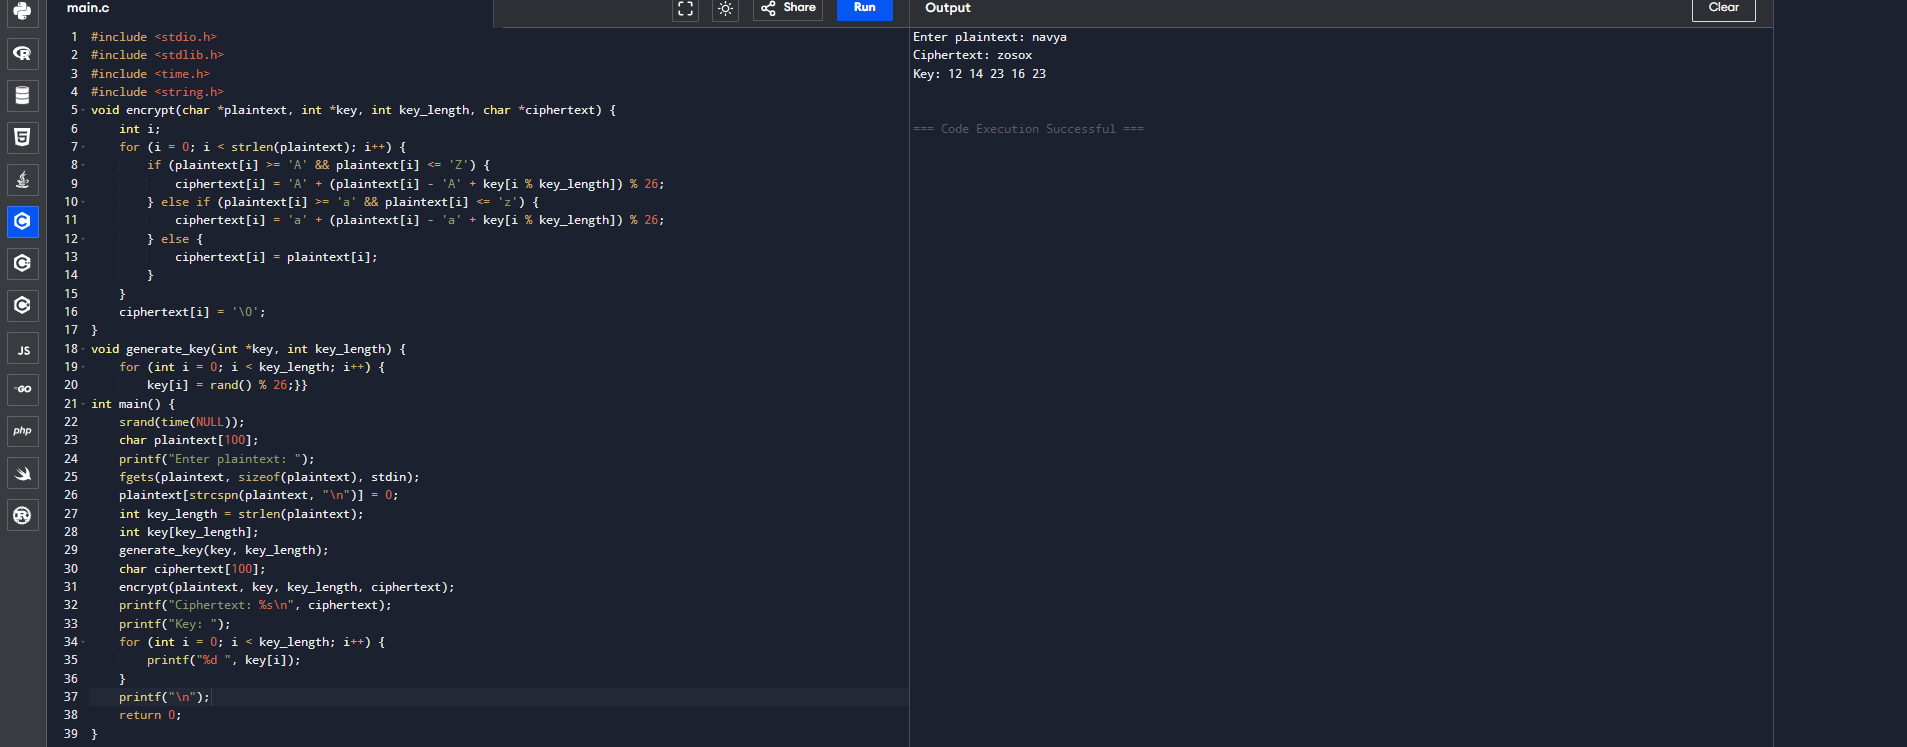 main.c
Share
Run
Output
Clear
1 #include <stdio.h>
2 #include <stdlib.h>
3 #include <time.h>
4 #include <string.h>
5 void encrypt(char *plaintext, int *key, int key_length, char *ciphertext) {
6     int i;
7     for (i = 0; i < strlen(plaintext); i++) {
8         if (plaintext[i] >= 'A' && plaintext[i] <= 'Z') {
9             ciphertext[i] = 'A' + (plaintext[i] - 'A' + key[i % key_length]) % 26;
10         } else if (plaintext[i] >= 'a' && plaintext[i] <= 'z') {
11             ciphertext[i] = 'a' + (plaintext[i] - 'a' + key[i % key_length]) % 26;
12         } else {
13             ciphertext[i] = plaintext[i];
14         }
15     }
16     ciphertext[i] = '\0';
17 }
18 void generate_key(int *key, int key_length) {
19     for (int i = 0; i < key_length; i++) {
20         key[i] = rand() % 26;}}
21 int main() {
22     srand(time(NULL));
23     char plaintext[100];
24     printf("Enter plaintext: ");
25     fgets(plaintext, sizeof(plaintext), stdin);
26     plaintext[strcspn(plaintext, "\n")] = 0;
27     int key_length = strlen(plaintext);
28     int key[key_length];
29     generate_key(key, key_length);
30     char ciphertext[100];
31     encrypt(plaintext, key, key_length, ciphertext);
32     printf("Ciphertext: %s\n", ciphertext);
33     printf("Key: ");
34     for (int i = 0; i < key_length; i++) {
35         printf("%d ", key[i]);
36     }
37     printf("\n");
38     return 0;
39 }
Enter plaintext: navya
Ciphertext: zosox
Key: 12 14 23 16 23
=== Code Execution Successful ===
JS
GO
php